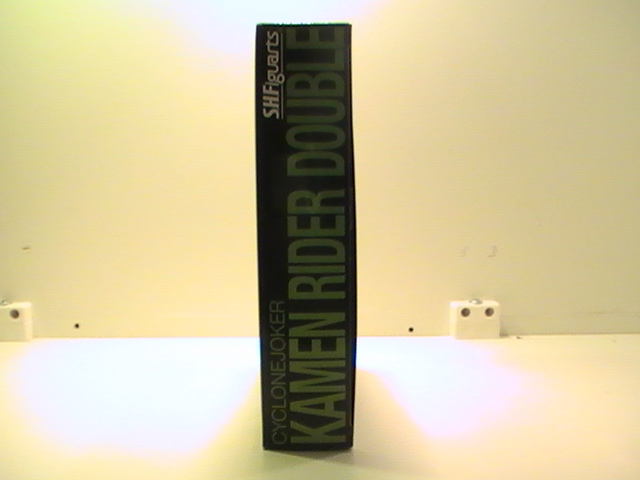 S.H.Figuarts
CYCLONEJOKER
KAMEN RIDER DOUBLE